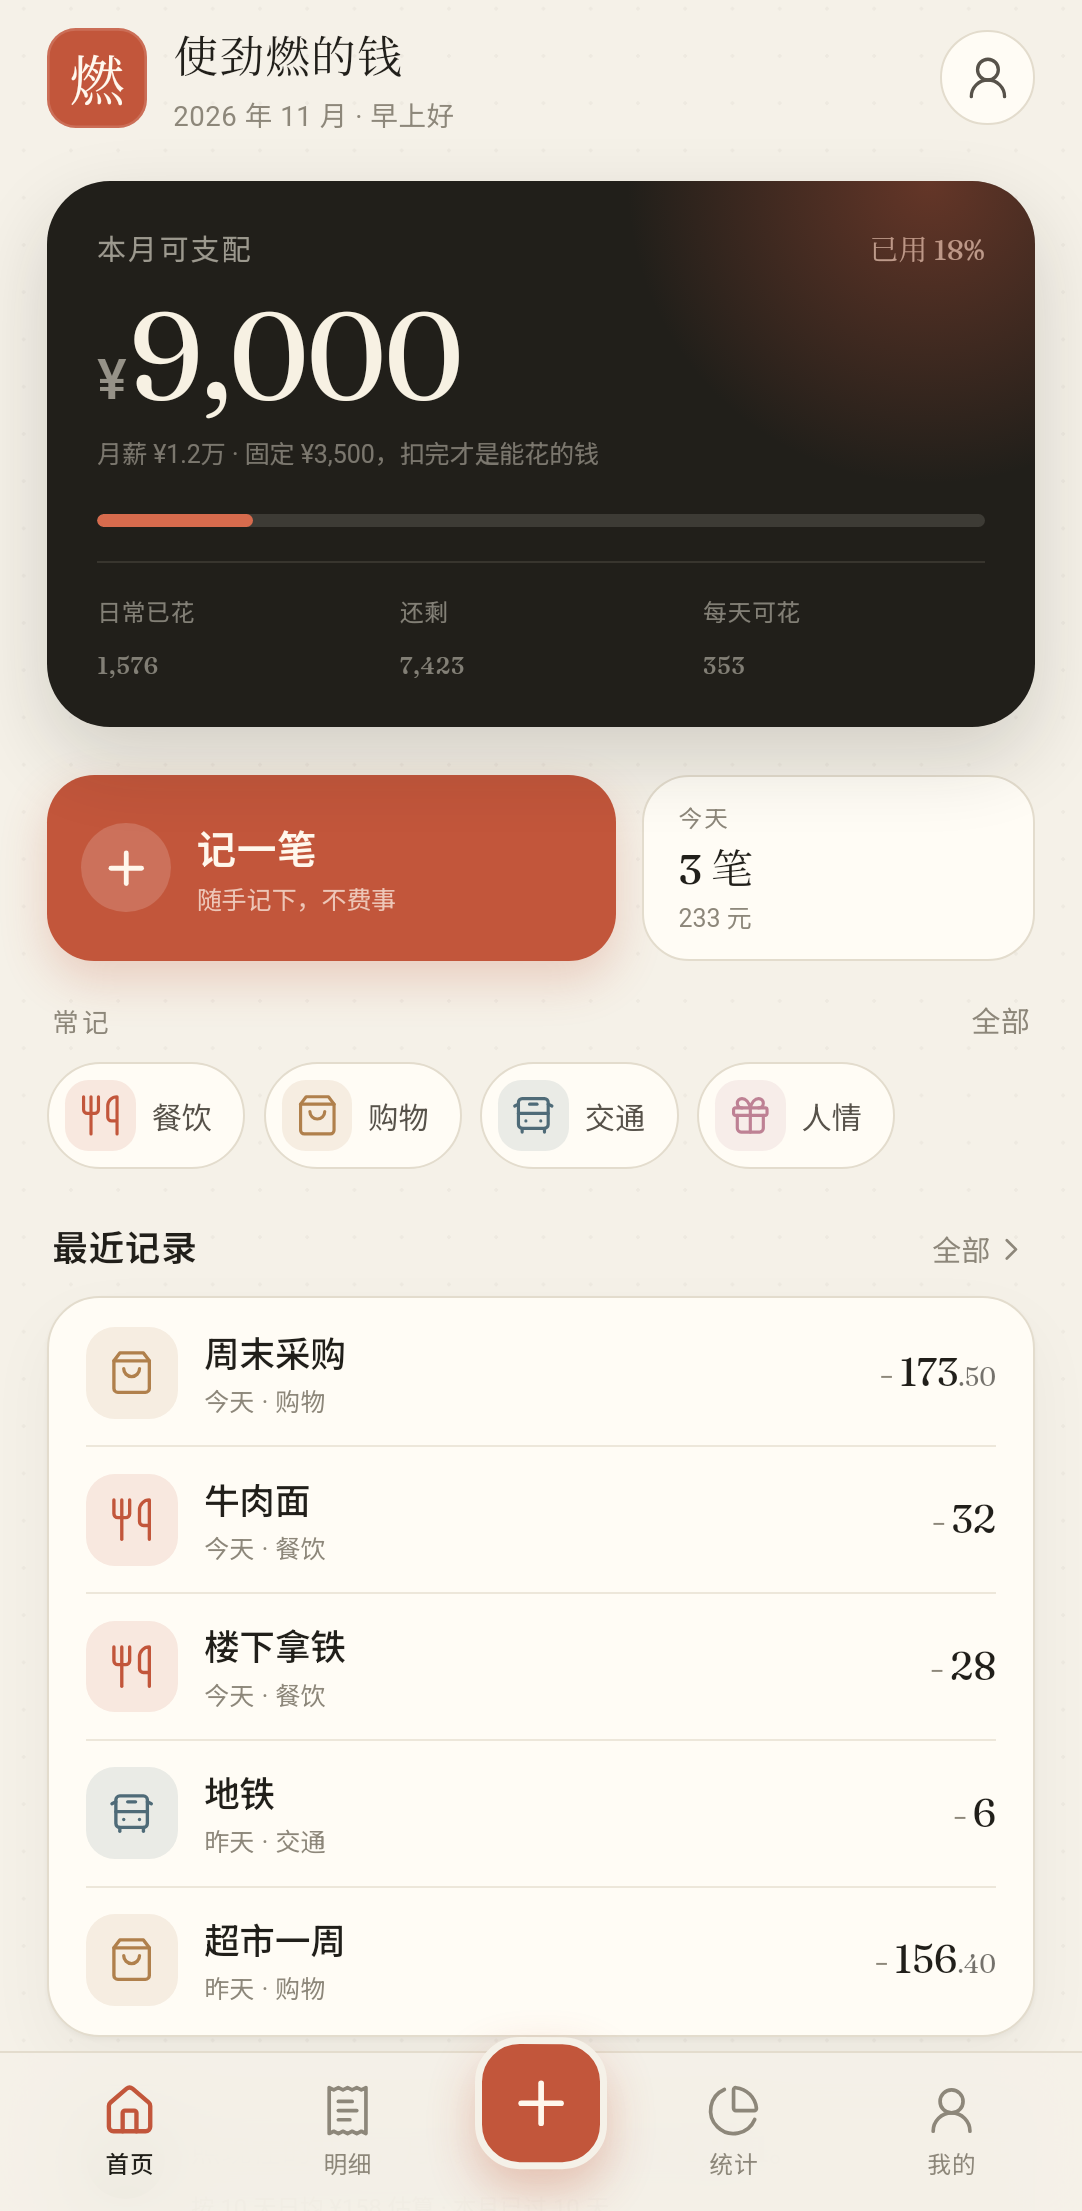 燃
使劲燃的钱
2026 年 11 月 · 早上好
本月可支配
已用 18%
¥9,000
月薪 ¥1.2万 · 固定 ¥3,500，扣完才是能花的钱
日常已花
还剩
每天可花
1,576
7,423
353
记一笔
随手记下，不费事
今天
3 笔
233 元
常记
全部
餐饮
购物
交通
人情
最近记录
全部
周末采购
今天 · 购物
-173.50
牛肉面
今天 · 餐饮
-32
楼下拿铁
今天 · 餐饮
-28
地铁
昨天 · 交通
-6
超市一周
昨天 · 购物
-156.40
首页
明细
统计
我的